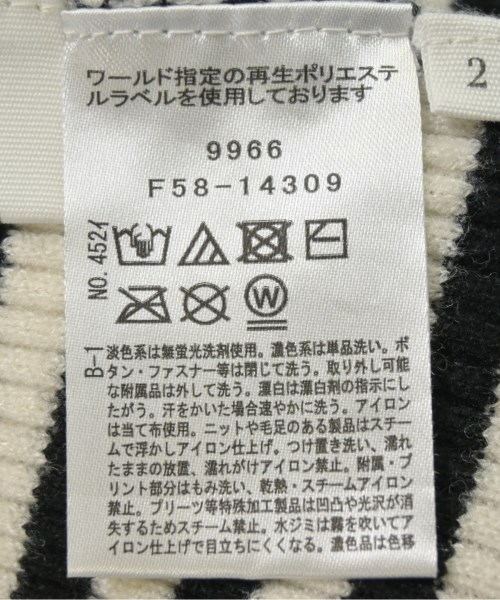 ワールド指定の再生ポリエステ
ルラベルを使用しております
2
9966
F58-14309
NO. 452イ
W
B-1
淡色系は無蛍光洗剤使用。濃色系は単品洗い。ボ
タン・ファスナー等は閉じて洗う。取り外し可能
な附属品は外して洗う。漂白は漂白剤の指示にし
たがう。汗をかいた場合速やかに洗う。アイロン
は当て布使用。ニットや毛足のある製品はスチー
ムで浮かしアイロン仕上げ。つけ置き洗い、濡れ
たままの放置、濡れがけアイロン禁止。附属・プ
リント部分はもみ洗い、乾熱・スチームアイロン
禁止。プリーツ等特殊加工製品は凹凸や光沢が消
失するためスチーム禁止。水ジミは霧を吹いてア
イロン仕上げで目立ちにくくなる。濃色品は色移